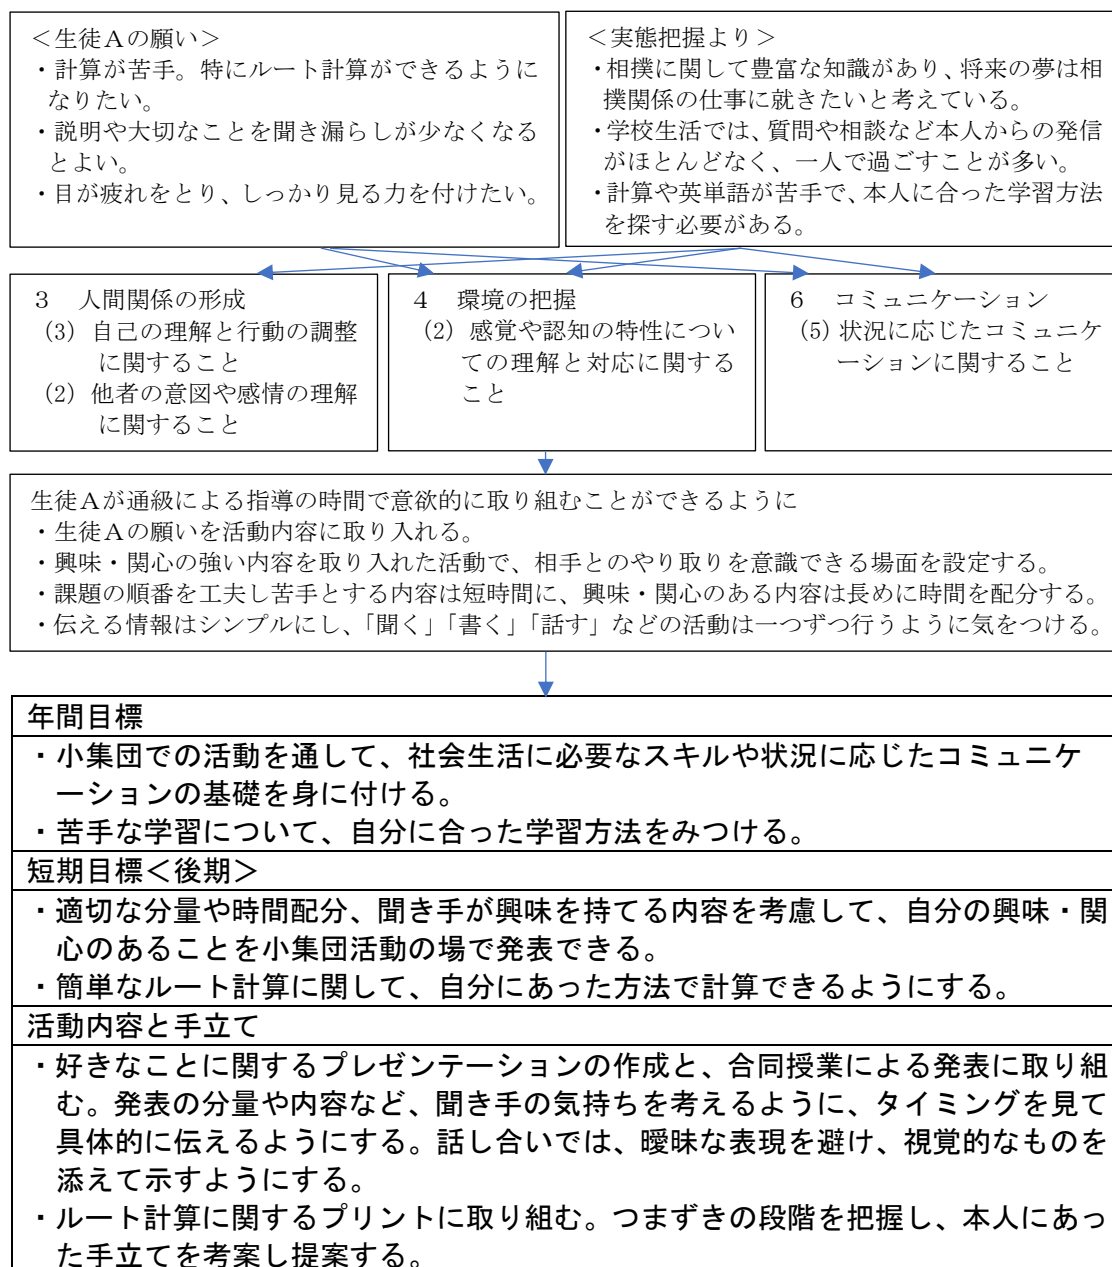 ＜生徒Ａの願い＞
・計算が苦手。特にルート計算ができるように
なりたい。
・説明や大切なことを聞き漏らしが少なくなる
とよい。
・目が疲れをとり、しっかり見る力を付けたい。
＜実態把握より＞
・相撲に関して豊富な知識があり、将来の夢は相
撲関係の仕事に就きたいと考えている。
・学校生活では、質問や相談など本人からの発信
がほとんどなく、一人で過ごすことが多い。
・計算や英単語が苦手で、本人に合った学習方法
を探す必要がある。
３　人間関係の形成
(3) 自己の理解と行動の調整
に関すること
(2) 他者の意図や感情の理解
に関すること
４　環境の把握
(2) 感覚や認知の特性につい
ての理解と対応に関する
こと
６　コミュニケーション
(5) 状況に応じたコミュニケ
ーションに関すること
生徒Ａが通級による指導の時間で意欲的に取り組むことができるように
・生徒Ａの願いを活動内容に取り入れる。
・興味・関心の強い内容を取り入れた活動で、相手とのやり取りを意識できる場面を設定する。
・課題の順番を工夫し苦手とする内容は短時間に、興味・関心のある内容は長めに時間を配分する。
・伝える情報はシンプルにし、「聞く」「書く」「話す」などの活動は一つずつ行うように気をつける。
年間目標
・小集団での活動を通して、社会生活に必要なスキルや状況に応じたコミュニケ
ーションの基礎を身に付ける。
・苦手な学習について、自分に合った学習方法をみつける。
短期目標＜後期＞
・適切な分量や時間配分、聞き手が興味を持てる内容を考慮して、自分の興味・関
心のあることを小集団活動の場で発表できる。
・簡単なルート計算に関して、自分にあった方法で計算できるようにする。
活動内容と手立て
・好きなことに関するプレゼンテーションの作成と、合同授業による発表に取り組
む。発表の分量や内容など、聞き手の気持ちを考えるように、タイミングを見て
具体的に伝えるようにする。話し合いでは、曖昧な表現を避け、視覚的なものを
添えて示すようにする。
・ルート計算に関するプリントに取り組む。つまずきの段階を把握し、本人にあっ
た手立てを考案し提案する。